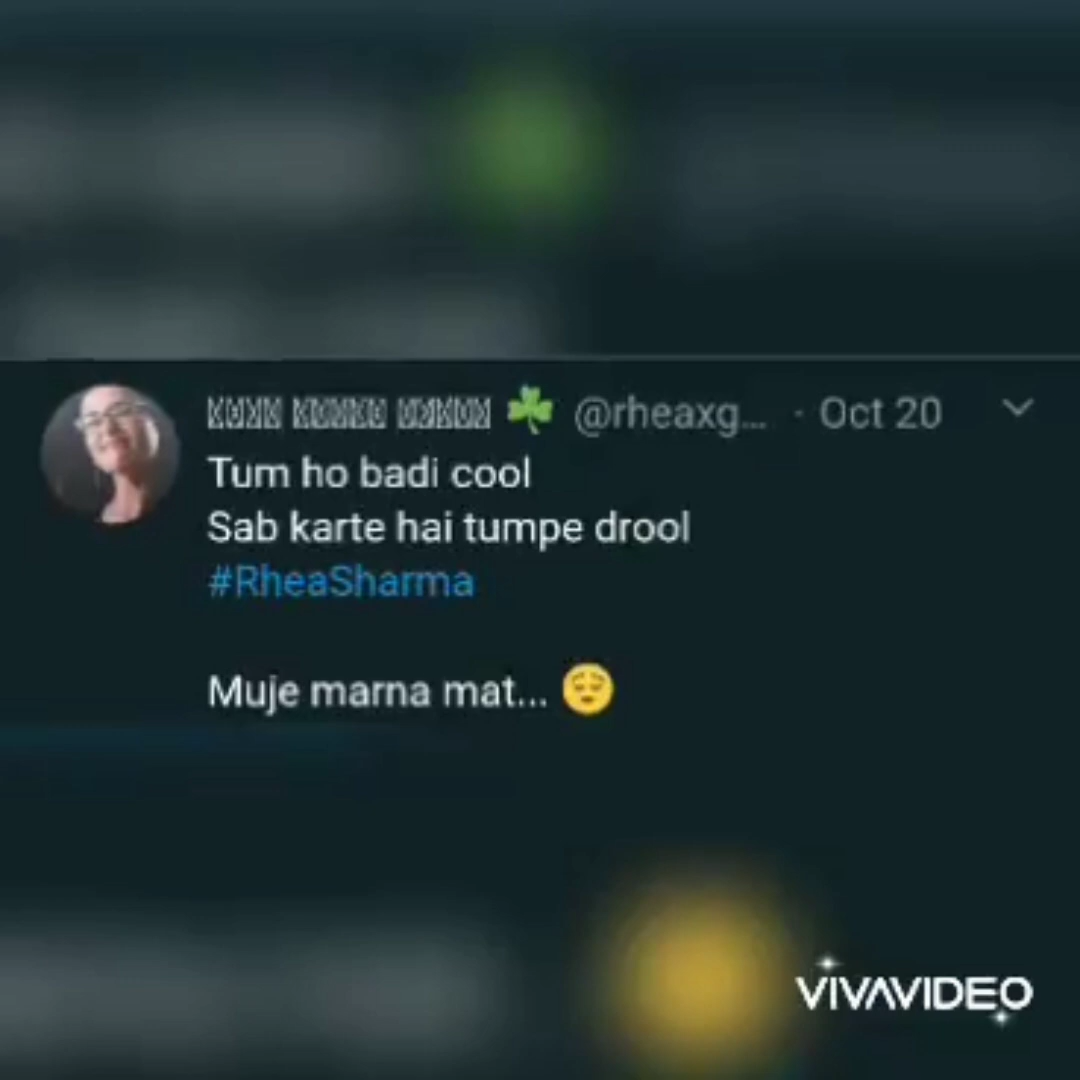 ☘️ @rheaxg... · Oct 20
Tum ho badi cool
Sab karte hai tumpe drool
#RheaSharma
Muje marna mat... 😔
VIVAVIDEO